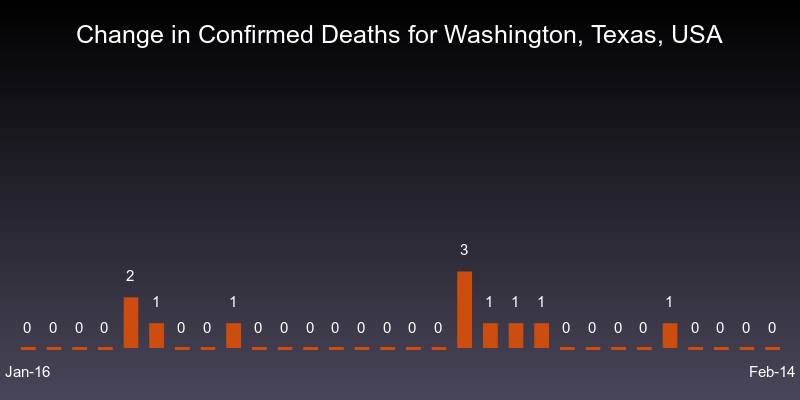 Change in Confirmed Deaths for Washington, Texas, USA
3
2
1 1 1 1 1 1
0 0 0 0 0 0 0 0 0 0 0 0 0 0 0 0 0 0 0 0 0 0
Jan-16 Feb-14